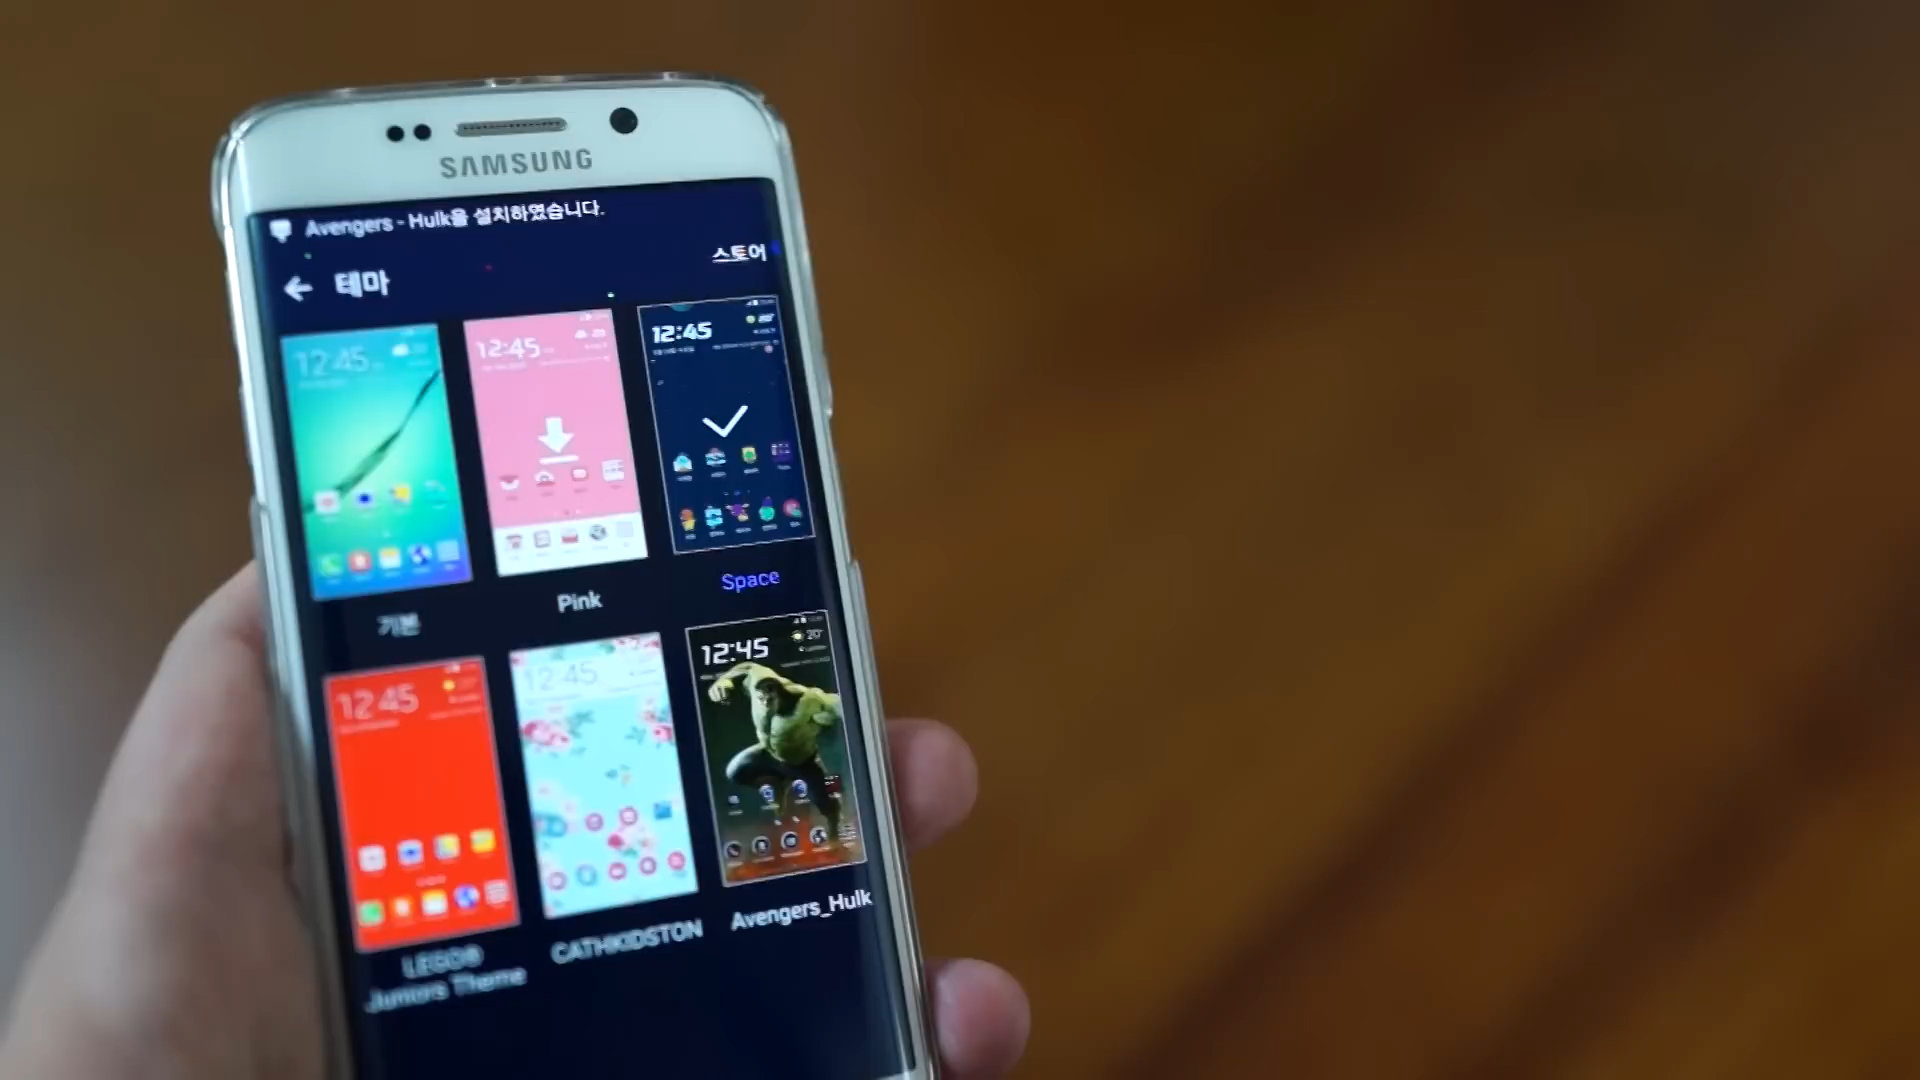 SAMSUNG
Avengers - Hulk을 설치하였습니다.
스토어
테마
12:45
12:45
12:45
기본
Pink
Space
12:45
12:45
12:45
20°
LEGO®
Juniors Theme
CATHKIDSTON
Avengers_Hulk